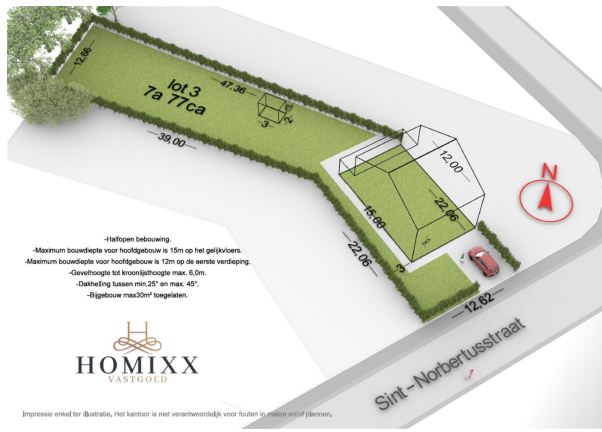 12,66
lot 3
7a 77ca
47,36
3
39,00
12,00
22,06
15,00
8
22,06
3
12,62
N
Sint - Norbertusstraat
-Halfopen bebouwing.
-Maximum bouwdiepte voor hoofdgebouw is 15m op het gelijkvloers.
-Maximum bouwdiepte voor hoofdgebouw is 12m op de eerste verdieping.
-Gevelhoogte tot kroonlijsthoogte max. 6,0m.
-Dakhelling tussen min.25° en max. 45°.
-Bijgebouw max30m² toegelaten.
H
HOMIXX
VASTGOED
Impressie enkel ter illustratie. Het kantoor is niet verantwoordelijk voor fouten in maten en/of plannen.